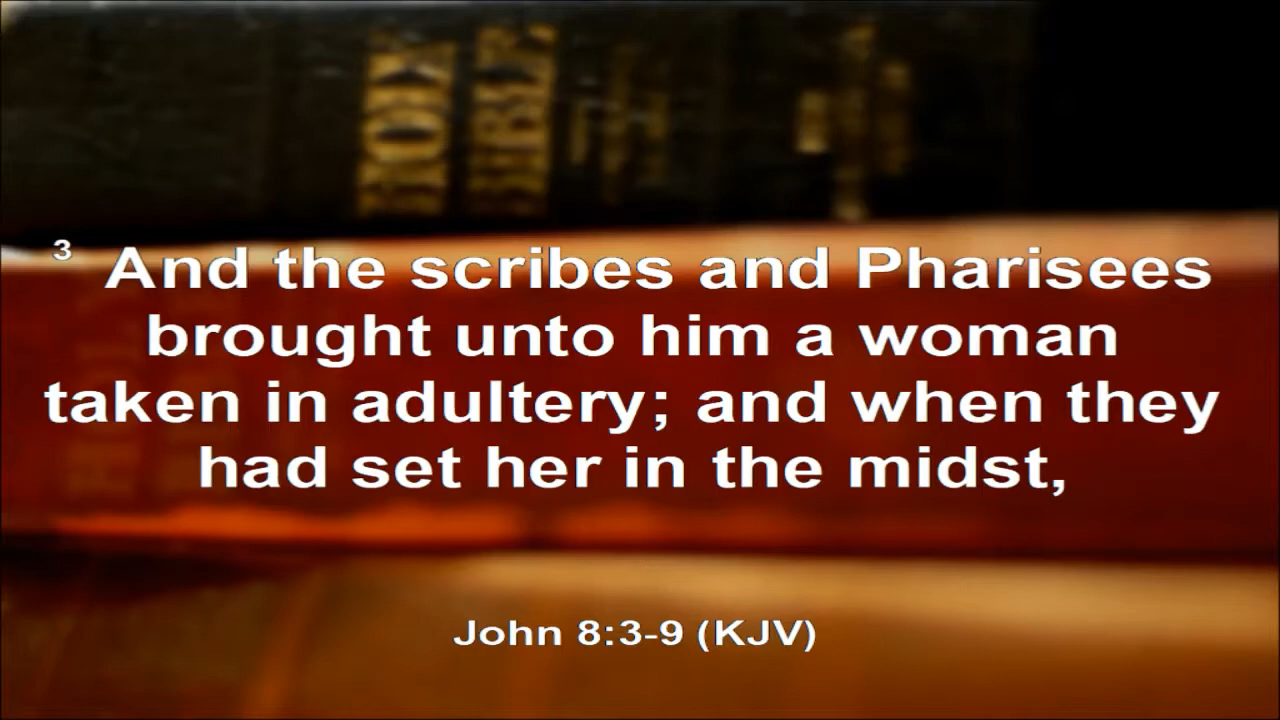 3 And the scribes and Pharisees
brought unto him a woman
taken in adultery; and when they
had set her in the midst,
John 8:3-9 (KJV)